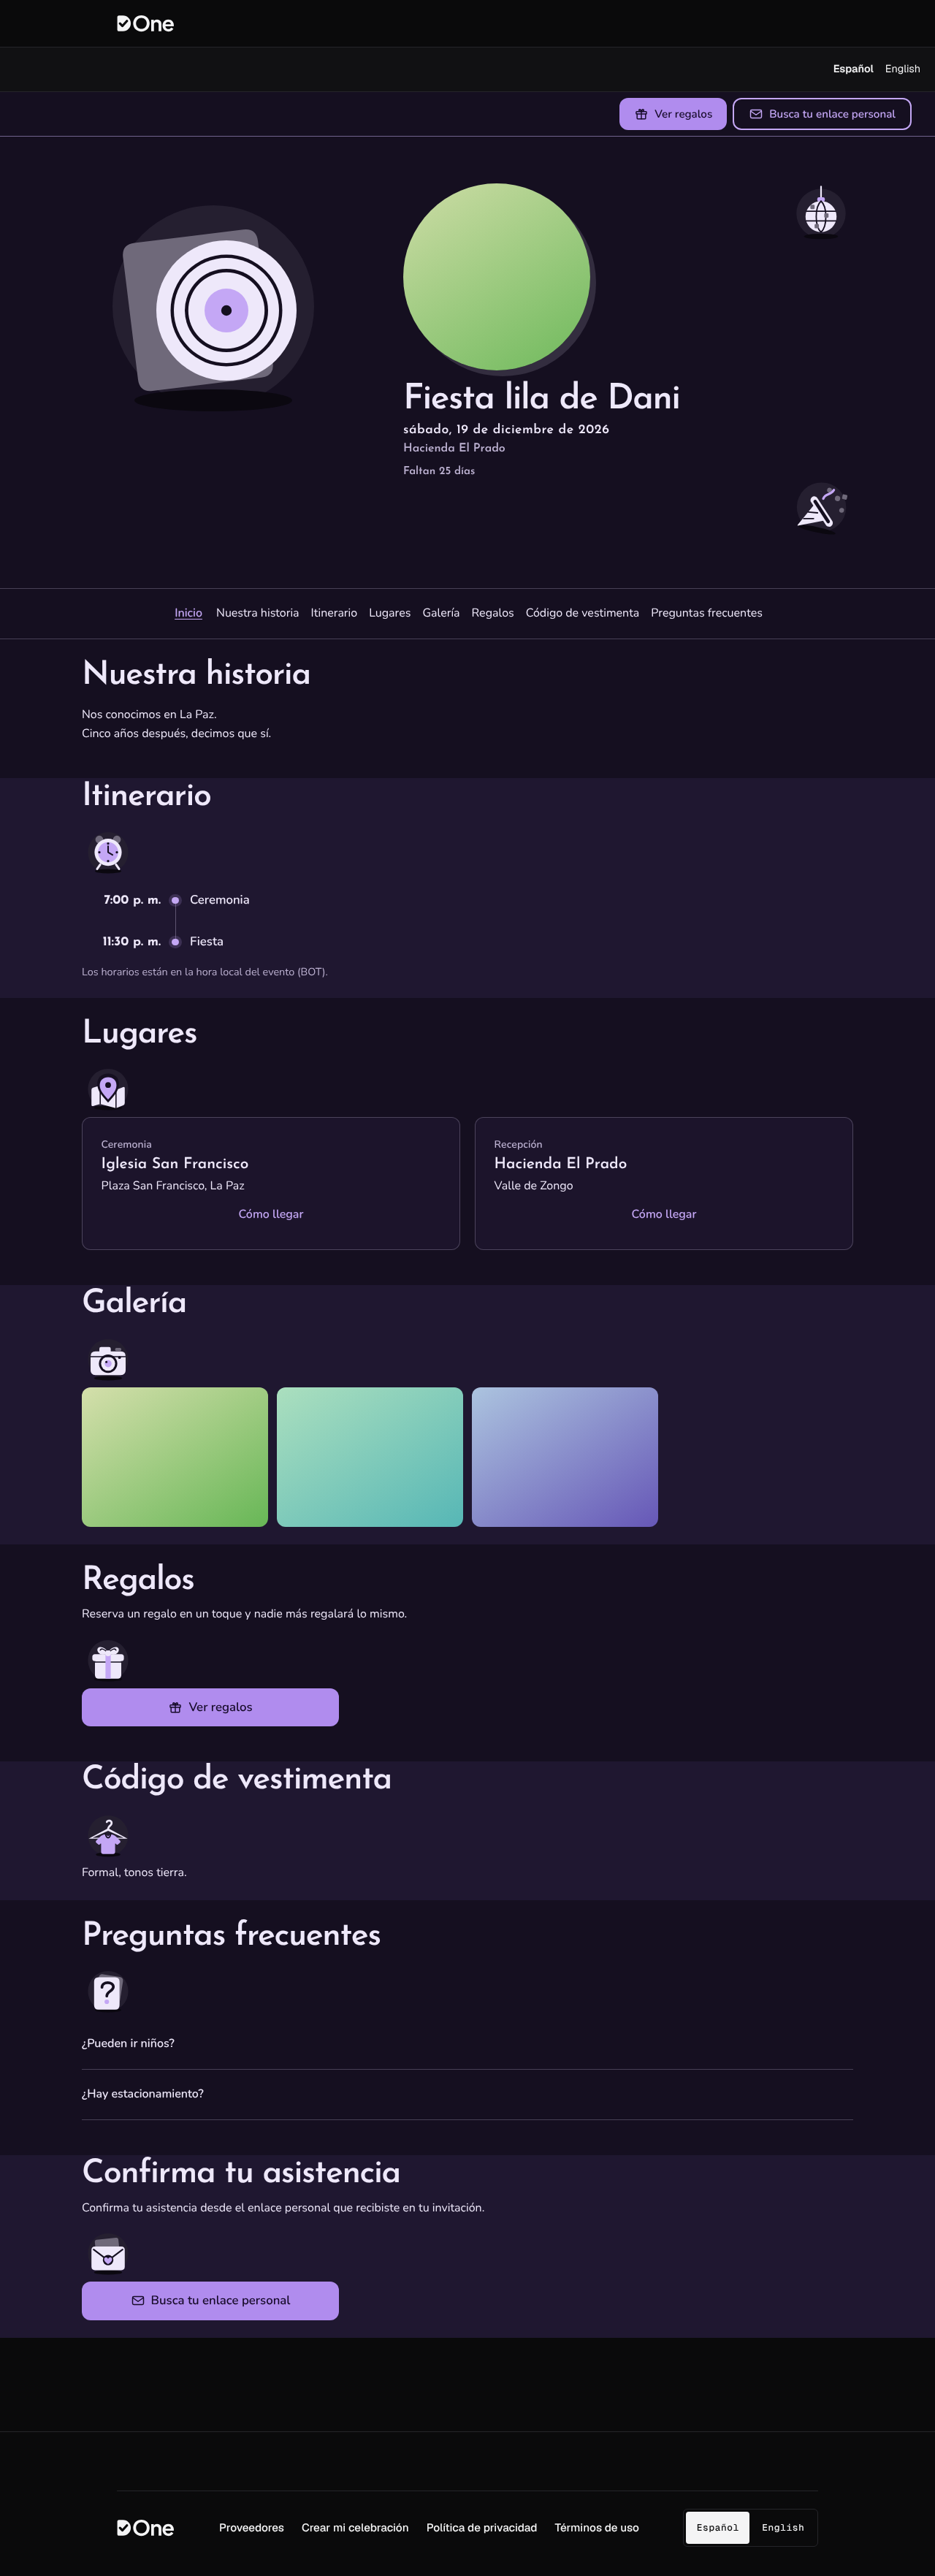 One
Español English
Ver regalos Busca tu enlace personal
Fiesta lila de Dani
sábado, 19 de diciembre de 2026
Hacienda El Prado
Faltan 25 días
Inicio Nuestra historia Itinerario Lugares Galería Regalos Código de vestimenta Preguntas frecuentes
Nuestra historia
Nos conocimos en La Paz.
Cinco años después, decimos que sí.
Itinerario
7:00 p. m. Ceremonia
11:30 p. m. Fiesta
Los horarios están en la hora local del evento (BOT).
Lugares
Ceremonia
Iglesia San Francisco
Plaza San Francisco, La Paz
Cómo llegar
Recepción
Hacienda El Prado
Valle de Zongo
Cómo llegar
Galería
Regalos
Reserva un regalo en un toque y nadie más regalará lo mismo.
Ver regalos
Código de vestimenta
Formal, tonos tierra.
Preguntas frecuentes
?
¿Pueden ir niños?
¿Hay estacionamiento?
Confirma tu asistencia
Confirma tu asistencia desde el enlace personal que recibiste en tu invitación.
Busca tu enlace personal
One Proveedores Crear mi celebración Política de privacidad Términos de uso Español English